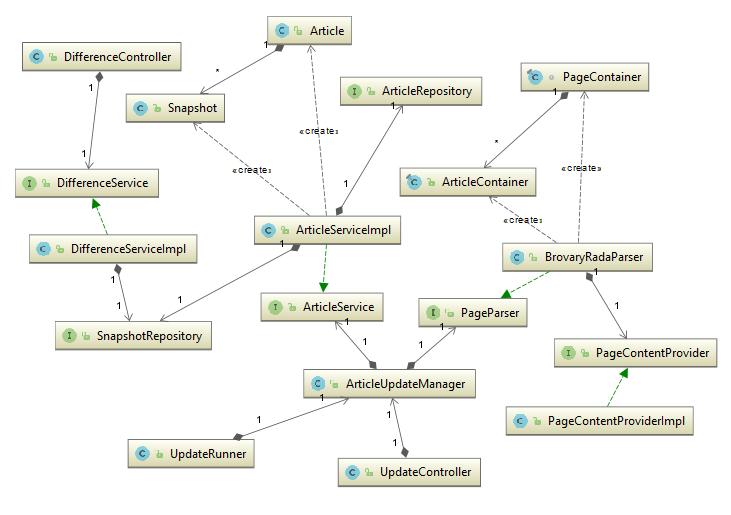 C Article
1
C DifferenceController
1
*
C PageContainer
1
I ArticleRepository
1
C Snapshot
«create»
1
*
1
«create»
«create»
C ArticleContainer
I DifferenceService
1
«create»
C ArticleServiceImpl
1
C DifferenceServiceImpl
1
C BrovaryRadaParser
1
1
1
1
I ArticleService
1
I PageParser
1
I SnapshotRepository
1
1
1
I PageContentProvider
C ArticleUpdateManager
1
1
1
1
C PageContentProviderImpl
1
C UpdateRunner
C UpdateController